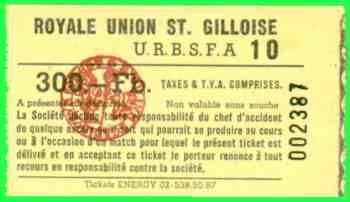 ROYALE UNION ST. GILLOISE
U.R.B.S.F.A 10
300 Fb. TAXES & T.V.A. COMPRISES.
A présenter sur Non valable sans souche
La Société décline toute responsabilité du chef d'accident
de quelque soit qui pourrait se produire au cours
ou à l'occasion d'un match pour lequel le présent ticket est
délivré et en acceptant ce ticket le porteur renonce à tout
recours en responsabilité contre la société.
Tickets ENERGY 02-538.50.87
002387